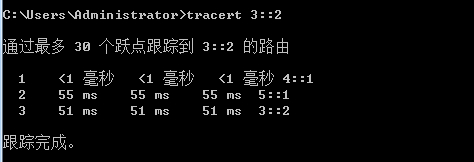 C:\Users\Administrator>tracert 3::2
通过最多 30 个跃点跟踪到 3::2 的路由
1 <1 毫秒 <1 毫秒 <1 毫秒 4::1
2 55 ms 55 ms 55 ms 5::1
3 51 ms 51 ms 51 ms 3::2
跟踪完成。